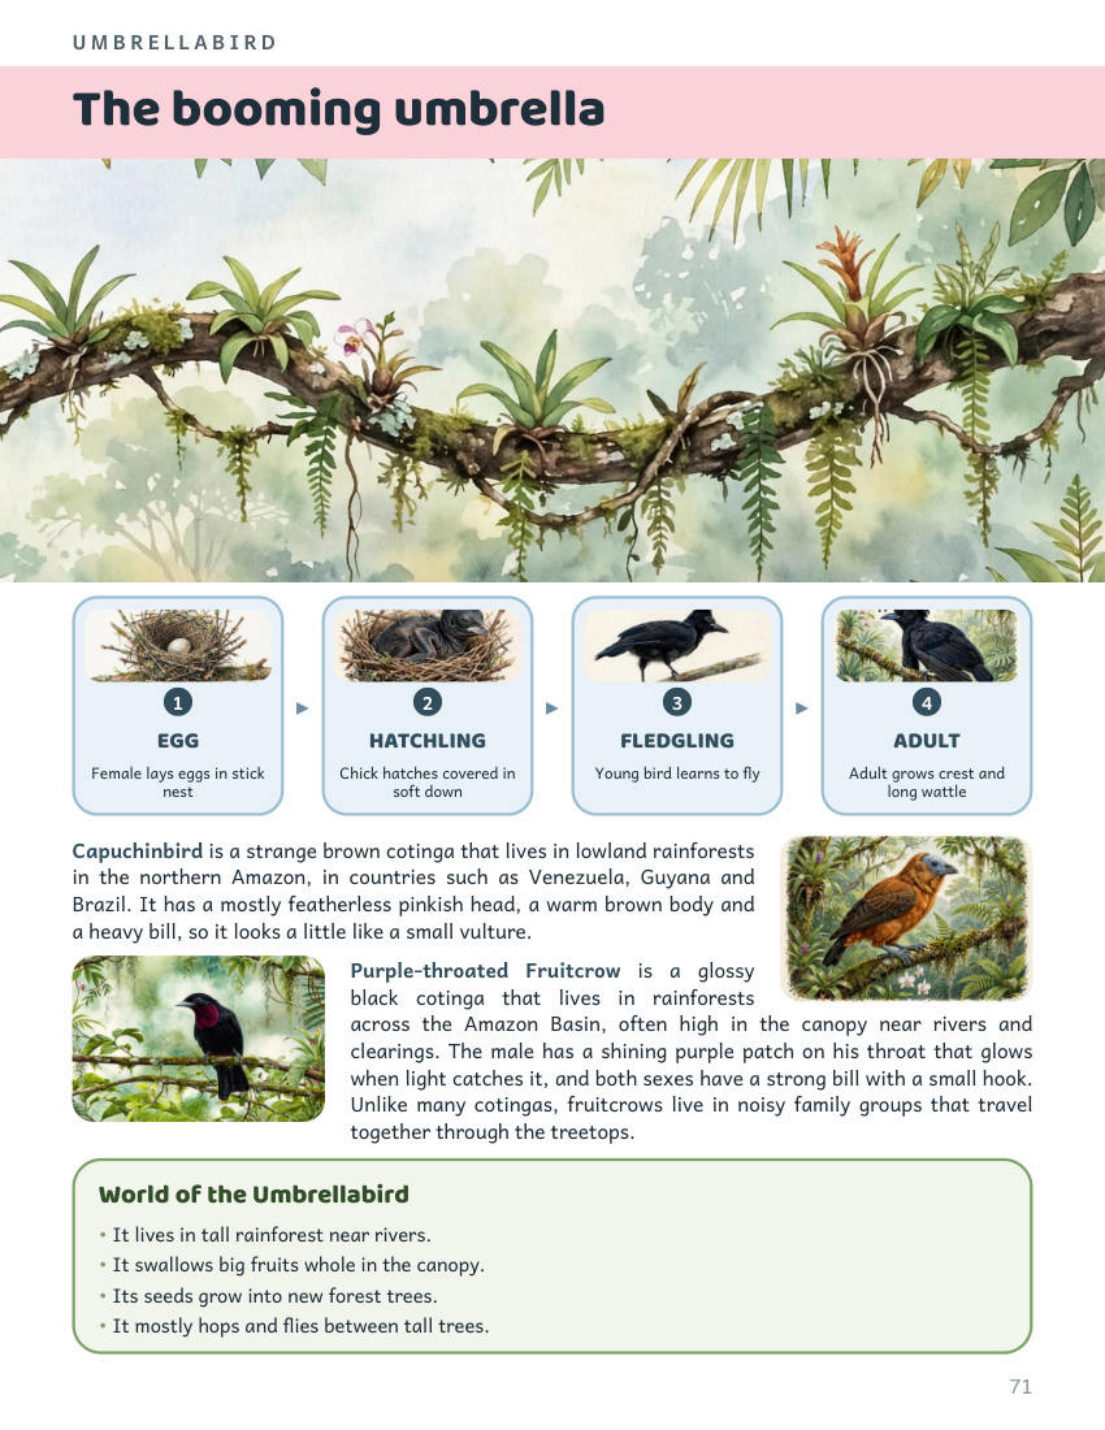 UMBRELLABIRD
The booming umbrella
1
EGG
Female lays eggs in stick
nest
2
HATCHLING
Chick hatches covered in
soft down
3
FLEDGLING
Young bird learns to fly
4
ADULT
Adult grows crest and
long wattle
Capuchinbird is a strange brown cotinga that lives in lowland rainforests
in the northern Amazon, in countries such as Venezuela, Guyana and
Brazil. It has a mostly featherless pinkish head, a warm brown body and
a heavy bill, so it looks a little like a small vulture.
Purple-throated Fruitcrow is a glossy
black cotinga that lives in rainforests
across the Amazon Basin, often high in the canopy near rivers and
clearings. The male has a shining purple patch on his throat that glows
when light catches it, and both sexes have a strong bill with a small hook.
Unlike many cotingas, fruitcrows live in noisy family groups that travel
together through the treetops.
World of the Umbrellabird
• It lives in tall rainforest near rivers.
• It swallows big fruits whole in the canopy.
• Its seeds grow into new forest trees.
• It mostly hops and flies between tall trees.
71